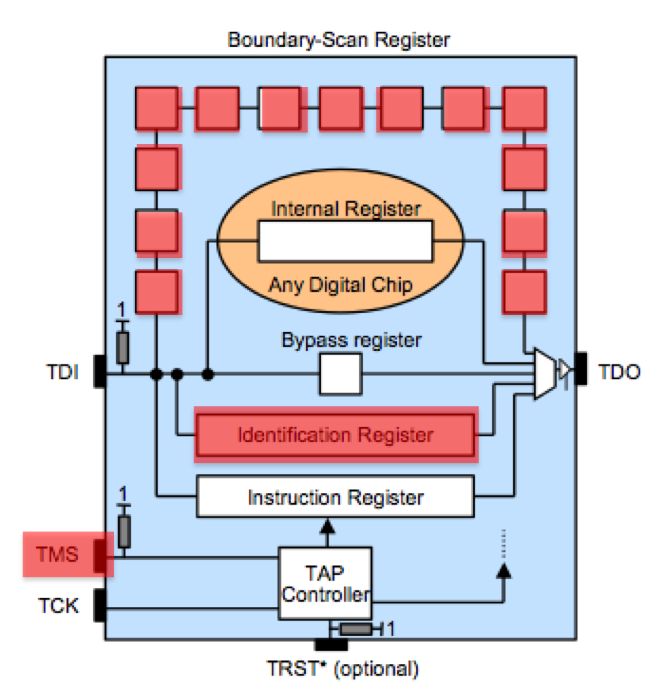 Boundary-Scan Register
Internal Register
Any Digital Chip
1
Bypass register
TDI
TDO
Identification Register
1
Instruction Register
TMS
TAP
Controller
TCK
1
TRST* (optional)